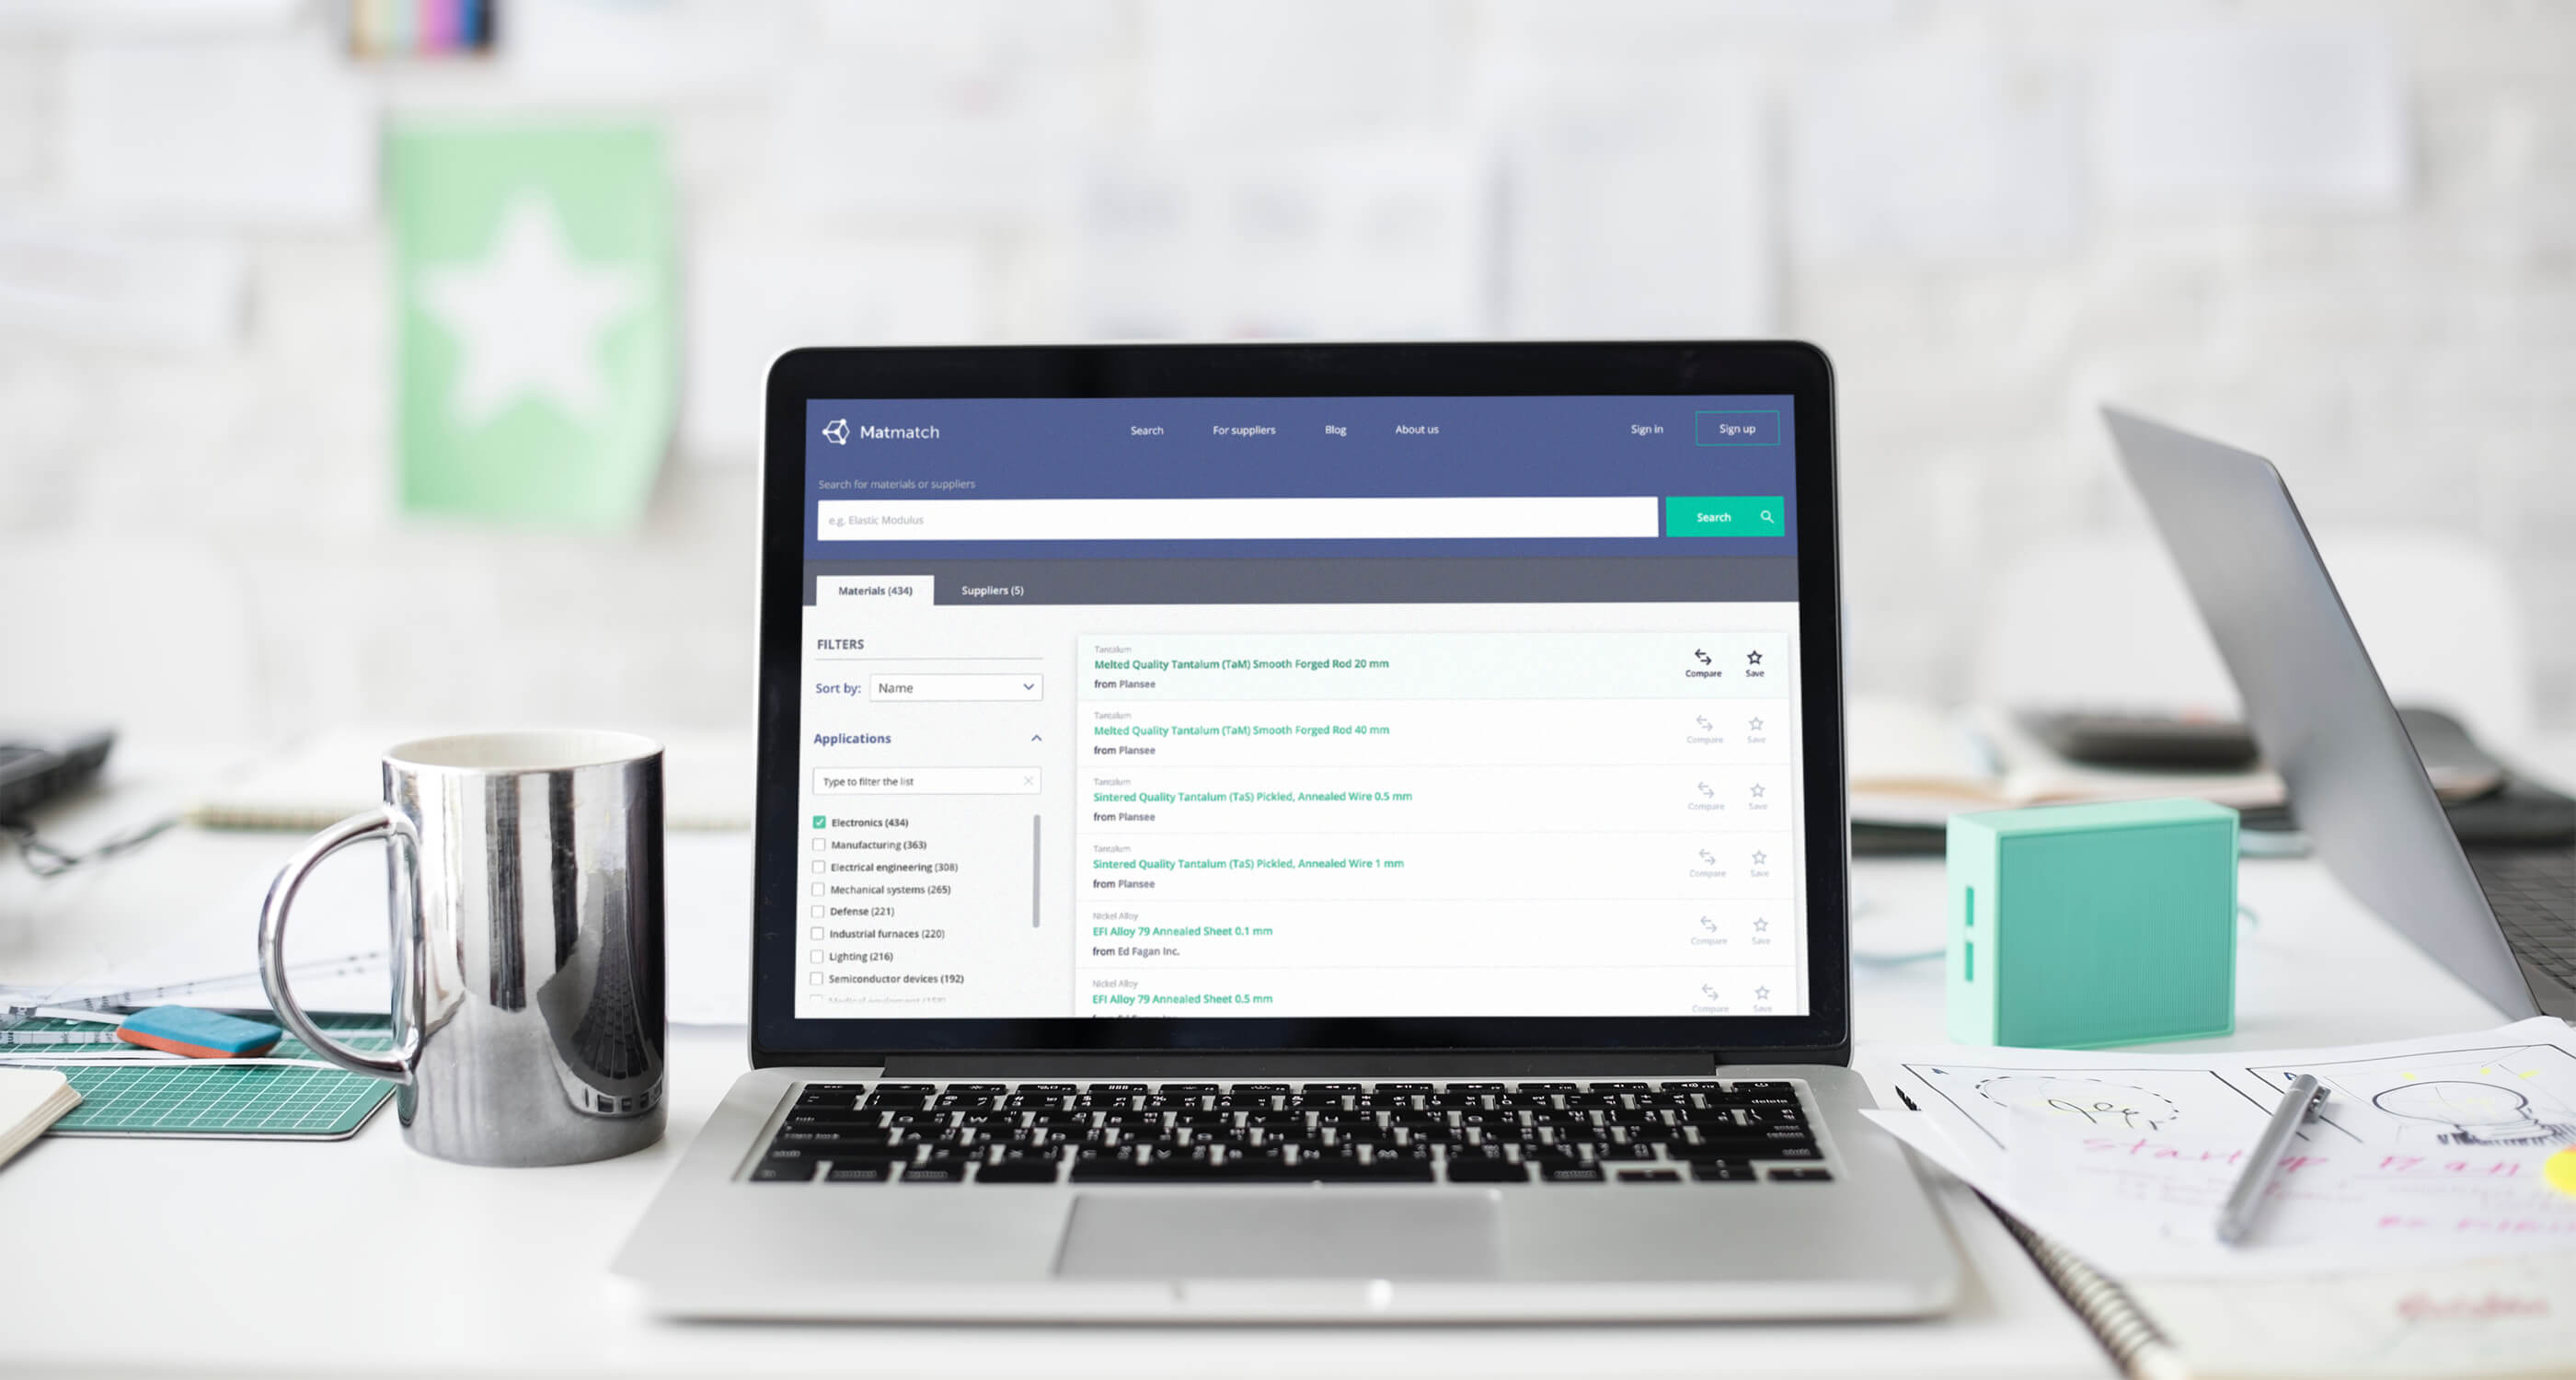 Matmatch
Search
For suppliers
Blog
About us
Sign in
Sign up
Search for materials or suppliers
e.g. Elastic Modulus
Search
Materials (434)
Suppliers (5)
FILTERS
Sort by:
Name
Applications
Type to filter the list
Electronics (434)
Manufacturing (363)
Electrical engineering (308)
Mechanical systems (265)
Defense (221)
Industrial furnaces (220)
Lighting (216)
Semiconductor devices (192)
Tantalum
Melted Quality Tantalum (TaM) Smooth Forged Rod 20 mm
from Plansee
Compare
Save
Tantalum
Melted Quality Tantalum (TaM) Smooth Forged Rod 40 mm
from Plansee
Compare
Save
Tantalum
Sintered Quality Tantalum (TaS) Pickled, Annealed Wire 0.5 mm
from Plansee
Compare
Save
Tantalum
Sintered Quality Tantalum (TaS) Pickled, Annealed Wire 1 mm
from Plansee
Compare
Save
Nickel Alloy
EFI Alloy 79 Annealed Sheet 0.1 mm
from Ed Fagan Inc.
Compare
Save
Nickel Alloy
EFI Alloy 79 Annealed Sheet 0.5 mm
Compare
Save
delete
startup Plan